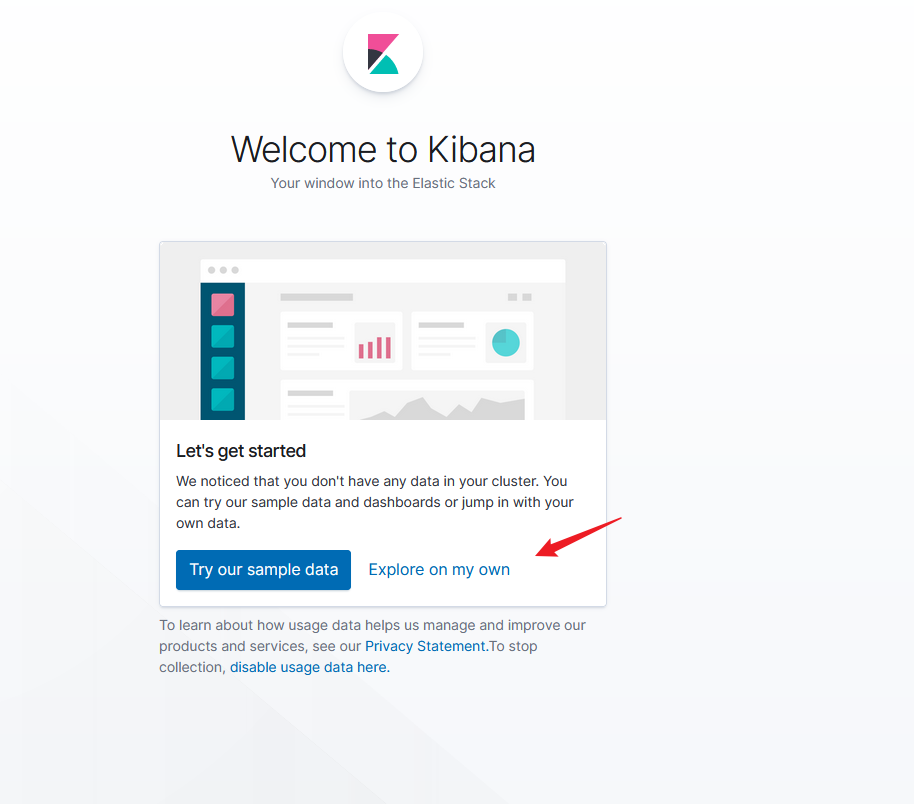 Welcome to Kibana
Your window into the Elastic Stack
Let's get started
We noticed that you don't have any data in your cluster. You
can try our sample data and dashboards or jump in with your
own data.
Try our sample data
Explore on my own
To learn about how usage data helps us manage and improve our
products and services, see our Privacy Statement.To stop
collection, disable usage data here.